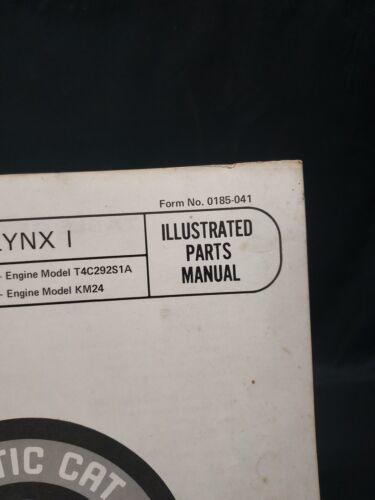 Form No. 0185-041
LYNX I
ILLUSTRATED
PARTS
MANUAL
- Engine Model T4C292S1A
- Engine Model KM24
TIC CAT